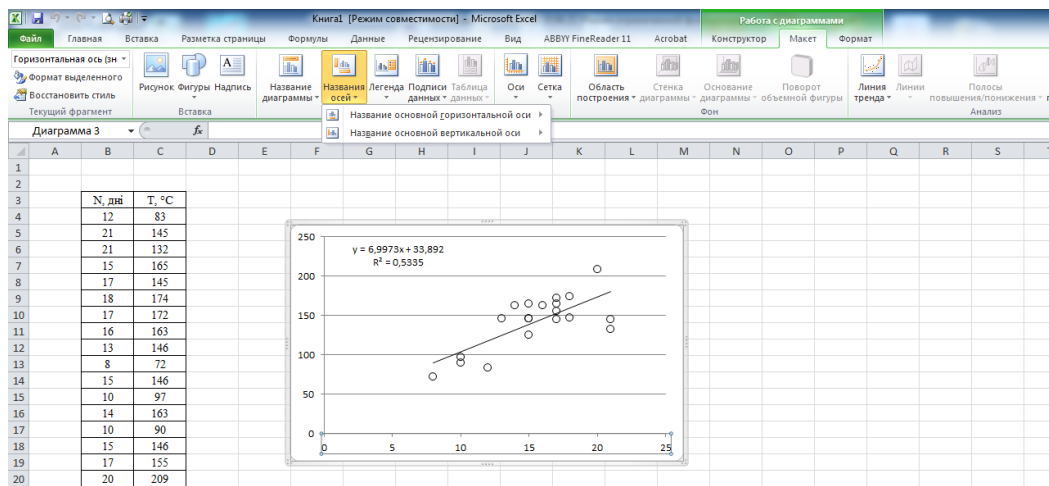 Книга1 [Режим совместимости] - Microsoft Excel
Работа с диаграммами
Файл Главная Вставка Разметка страницы Формулы Данные Рецензирование Вид ABBYY FineReader 11 Acrobat Конструктор Макет Формат
Горизонтальная ось (зн
Формат выделенного
Восстановить стиль
Текущий фрагмент
Рисунок Фигуры Надпись
Вставка
Название диаграммы
Названия осей
Легенда
Подписи данных
Таблица данных
Оси
Сетка
Область построения
Стенка диаграммы
Основание диаграммы
Поворот объемной фигуры
Фон
Линия тренда
Линии
Полосы повышения/понижения
Анализ
Название основной горизонтальной оси
Название основной вертикальной оси
Диаграмма 3 fx
A B C D E F G H I J K L M N O P Q R S
1
2
3 N, дні T, °C
4 12 83
5 21 145
6 21 132
7 15 165
8 17 145
9 18 174
10 17 172
11 16 163
12 13 146
13 8 72
14 15 146
15 10 97
16 14 163
17 10 90
18 15 146
19 17 155
20 20 209
y = 6,9973x + 33,892
R² = 0,5335
250
200
150
100
50
0
0 5 10 15 20 25